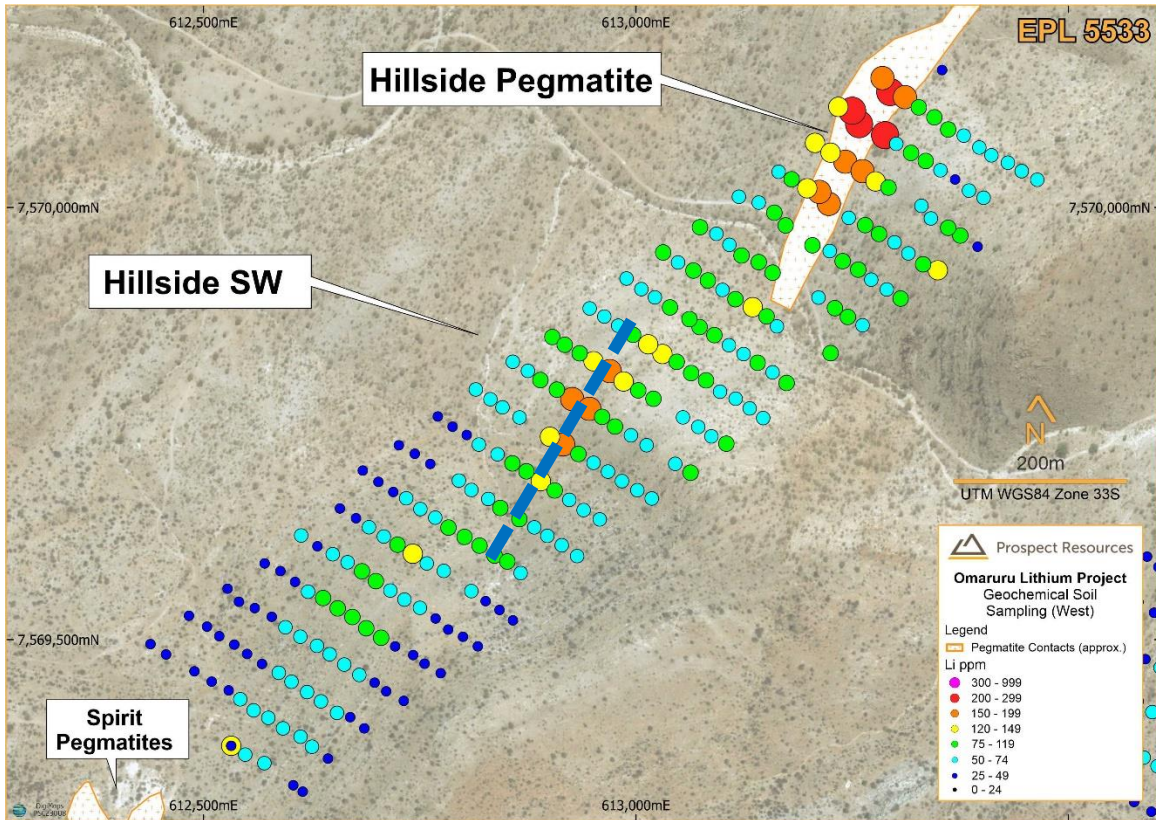 612,500mE
613,000mE
EPL 5533
Hillside Pegmatite
7,570,000mN
7,570,000mN
Hillside SW
N
200m
UTM WGS84 Zone 33S
Prospect Resources
Omaruru Lithium Project
Geochemical Soil
Sampling (West)
Legend
Pegmatite Contacts (approx.)
Li ppm
300 - 999
200 - 299
150 - 199
120 - 149
75 - 119
50 - 74
25 - 49
0 - 24
7,569,500mN
Spirit
Pegmatites
612,500mE
613,000mE